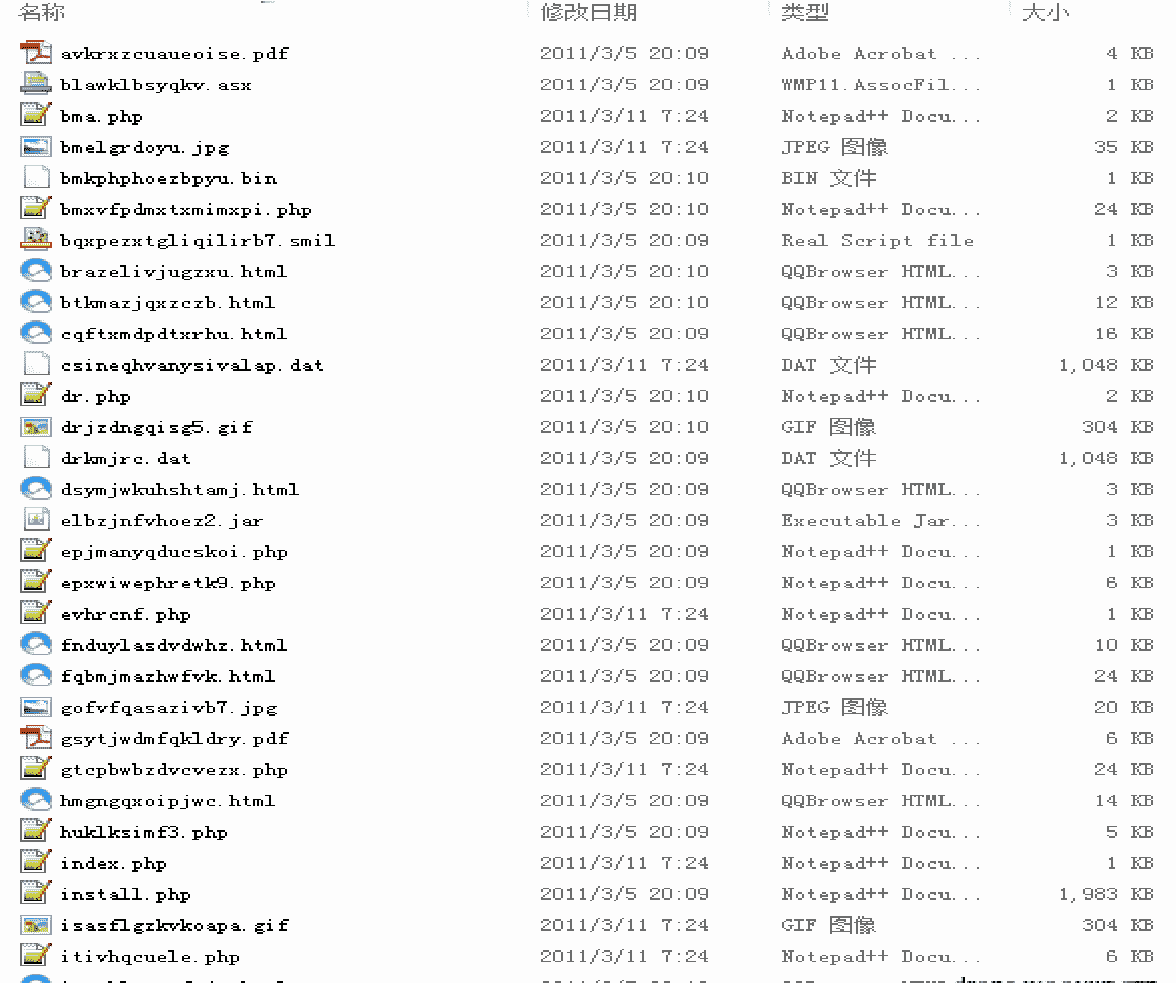 名称 修改日期 类型 大小
avkrxzcuaueoise.pdf 2011/3/5 20:09 Adobe Acrobat ... 4 KB
blawklbsyqkv.asx 2011/3/5 20:09 WMP11.AssocFil... 1 KB
bma.php 2011/3/11 7:24 Notepad++ Docu... 2 KB
bmelgrdoyu.jpg 2011/3/11 7:24 JPEG 图像 35 KB
bmkphphoezbpyu.bin 2011/3/5 20:10 BIN 文件 1 KB
bmxvfpdmxtxmimxpi.php 2011/3/5 20:10 Notepad++ Docu... 24 KB
bqxpezxtgliqilirb7.smil 2011/3/5 20:09 Real Script file 1 KB
brazelivjugzxu.html 2011/3/5 20:10 QQBrowser HTML... 3 KB
btkmazjqxzczb.html 2011/3/5 20:10 QQBrowser HTML... 12 KB
cqftxmdpdtxrhu.html 2011/3/5 20:09 QQBrowser HTML... 16 KB
csineqhvanysivalap.dat 2011/3/11 7:24 DAT 文件 1,048 KB
dr.php 2011/3/5 20:10 Notepad++ Docu... 2 KB
drjzdngqisg5.gif 2011/3/5 20:10 GIF 图像 304 KB
drkmjrc.dat 2011/3/5 20:09 DAT 文件 1,048 KB
dsymjwkuhshtamj.html 2011/3/5 20:09 QQBrowser HTML... 3 KB
elbzjnfvhoez2.jar 2011/3/5 20:09 Executable Jar... 3 KB
epjmanyqducskoi.php 2011/3/5 20:09 Notepad++ Docu... 1 KB
epxwiwephretk9.php 2011/3/5 20:09 Notepad++ Docu... 6 KB
evhrcnf.php 2011/3/11 7:24 Notepad++ Docu... 1 KB
fnduylasdvdwhz.html 2011/3/5 20:09 QQBrowser HTML... 10 KB
fqbmjmazhwfvk.html 2011/3/5 20:09 QQBrowser HTML... 24 KB
gofvfqasazivb7.jpg 2011/3/11 7:24 JPEG 图像 20 KB
gsytjwdmfqkldry.pdf 2011/3/5 20:09 Adobe Acrobat ... 6 KB
gtcpbwbzdvcvezx.php 2011/3/11 7:24 Notepad++ Docu... 24 KB
hmgngqxoipjwc.html 2011/3/5 20:09 QQBrowser HTML... 14 KB
huklksimf3.php 2011/3/5 20:09 Notepad++ Docu... 5 KB
index.php 2011/3/11 7:24 Notepad++ Docu... 1 KB
install.php 2011/3/5 20:09 Notepad++ Docu... 1,983 KB
isasflgzkvkoapa.gif 2011/3/11 7:24 GIF 图像 304 KB
itivhqcuele.php 2011/3/11 7:24 Notepad++ Docu... 6 KB